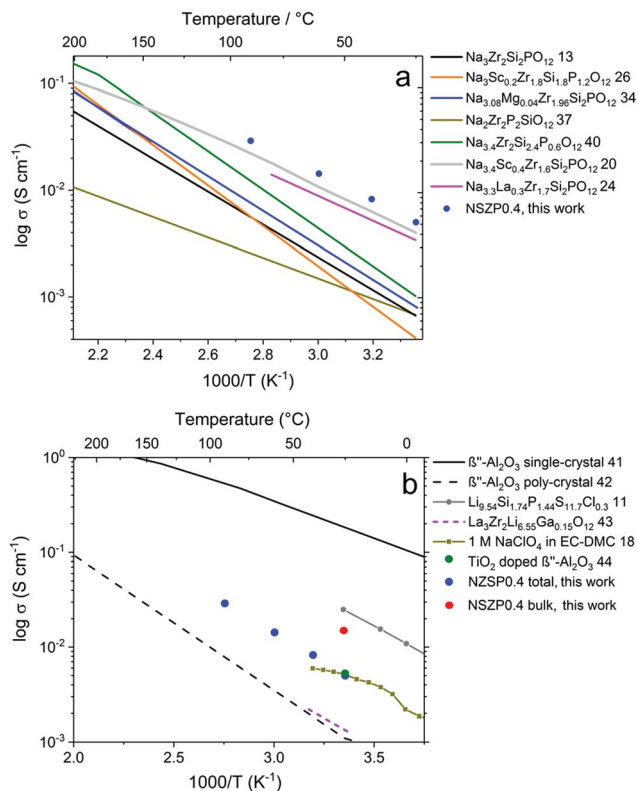 Temperature / °C
200 150 100 50
a
10⁻¹
10⁻²
10⁻³
log σ (S cm⁻¹)
2.2 2.4 2.6 2.8 3.0 3.2
1000/T (K⁻¹)
Na₃Zr₂Si₂PO₁₂ 13
Na₃Sc₀.₂Zr₁.₈Si₁.₈P₁.₂O₁₂ 26
Na₃.₀₈Mg₀.₀₄Zr₁.₉₆Si₂PO₁₂ 34
Na₂Zr₂P₂SiO₁₂ 37
Na₃.₄Zr₂Si₂.₄P₀.₆O₁₂ 40
Na₃.₄Sc₀.₄Zr₁.₆Si₂PO₁₂ 20
Na₃.₃La₀.₃Zr₁.₇Si₂PO₁₂ 24
NSZP0.4, this work
Temperature (°C)
200 150 100 50 0
b
10⁰
10⁻¹
10⁻²
10⁻³
log σ (S cm⁻¹)
2.0 2.5 3.0 3.5
1000/T (K⁻¹)
ß"-Al₂O₃ single-crystal 41
ß"-Al₂O₃ poly-crystal 42
Li₉.₅₄Si₁.₇₄P₁.₄₄S₁₁.₇Cl₀.₃ 11
La₃Zr₂Li₆.₅₅Ga₀.₁₅O₁₂ 43
1 M NaClO₄ in EC-DMC 18
TiO₂ doped ß"-Al₂O₃ 44
NZSP0.4 total, this work
NSZP0.4 bulk, this work